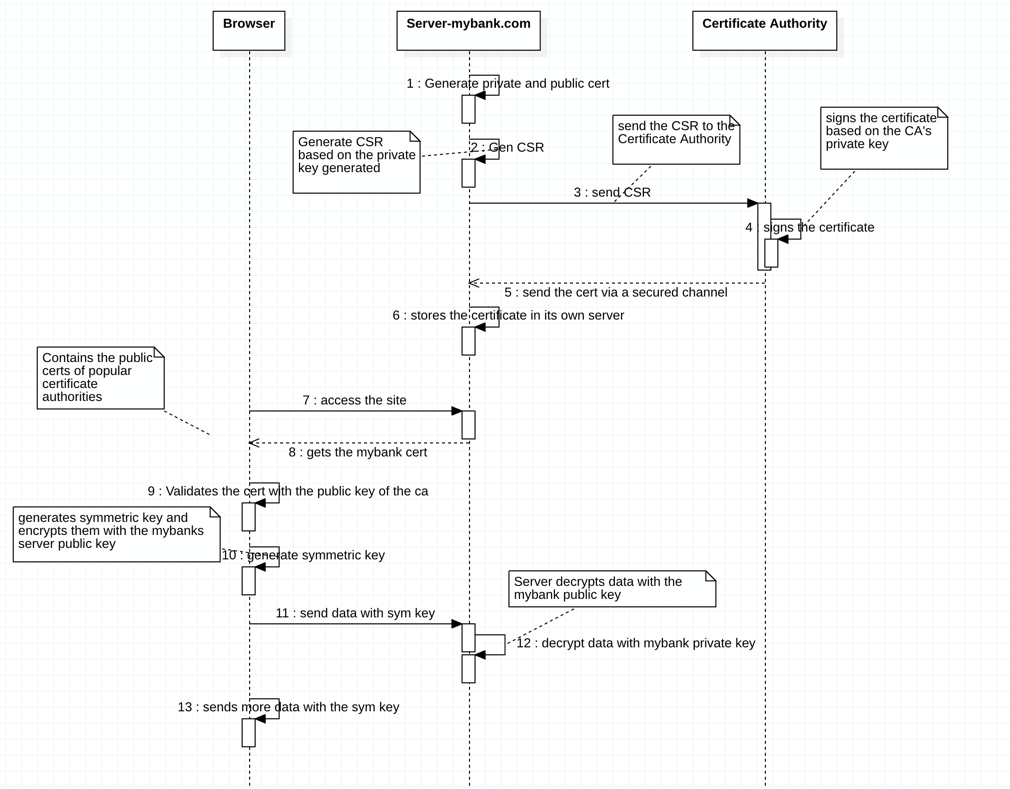 Browser
Server-mybank.com
Certificate Authority
1 : Generate private and public cert
signs the certificate
based on the CA's
private key
send the CSR to the
Certificate Authority
Generate CSR
based on the private
key generated
2 : Gen CSR
3 : send CSR
4 : signs the certificate
5 : send the cert via a secured channel
6 : stores the certificate in its own server
Contains the public
certs of popular
certificate
authorities
7 : access the site
8 : gets the mybank cert
9 : Validates the cert with the public key of the ca
generates symmetric key and
encrypts them with the mybanks
server public key
10 : generate symmetric key
Server decrypts data with the
mybank public key
11 : send data with sym key
12 : decrypt data with mybank private key
13 : sends more data with the sym key